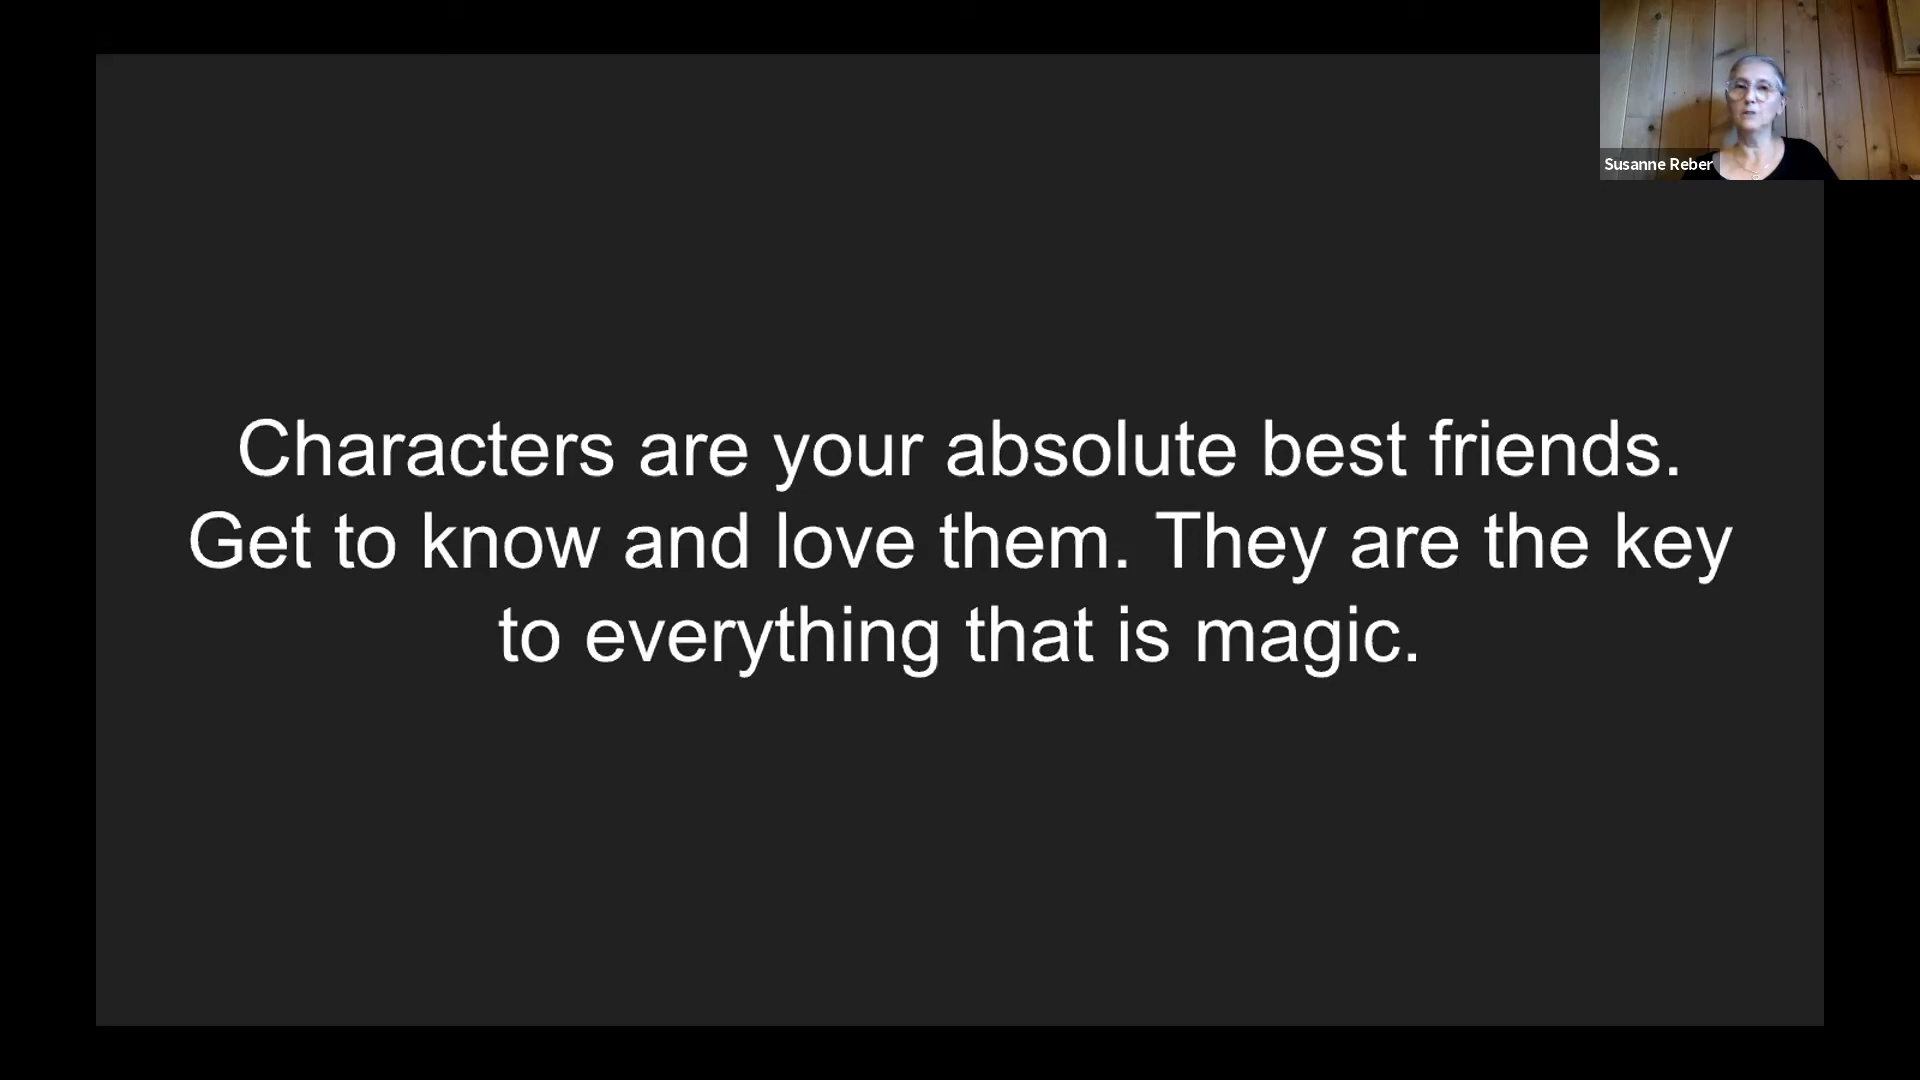 Susanne Reber
Characters are your absolute best friends.
Get to know and love them. They are the key
to everything that is magic.